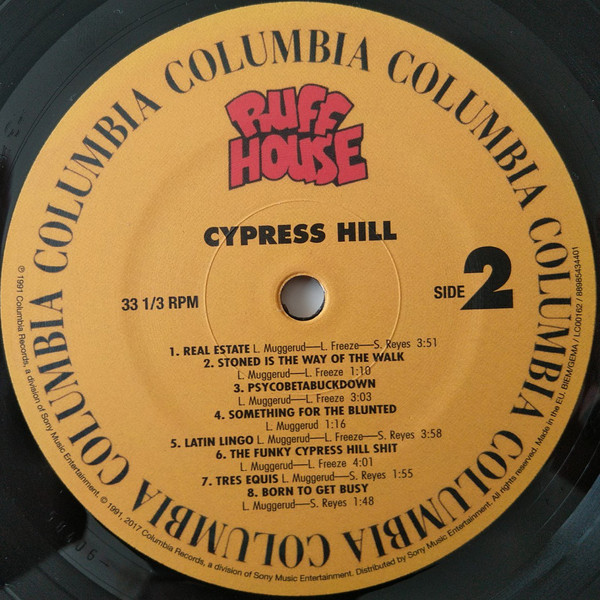 COLUMBIA COLUMBIA COLUMBIA COLUMBIA COLUMBIA COLUMBIA COLUMBIA
RUFF
HOUSE
CYPRESS HILL
33 1/3 RPM
SIDE 2
1. REAL ESTATE L. Muggerud—L. Freeze—S. Reyes 3:51
2. STONED IS THE WAY OF THE WALK
L. Muggerud—L. Freeze 1:10
3. PSYCOBETABUCKDOWN
L. Muggerud—L. Freeze 3:03
4. SOMETHING FOR THE BLUNTED
L. Muggerud 1:16
5. LATIN LINGO L. Muggerud—L. Freeze—S. Reyes 3:58
6. THE FUNKY CYPRESS HILL SHIT
L. Muggerud—L. Freeze 4:01
7. TRES EQUIS L. Muggerud—S. Reyes 1:55
8. BORN TO GET BUSY
L. Muggerud—S. Reyes 1:48
℗ 1991 Columbia Records, a division of Sony Music Entertainment. © 1991, 2017 Columbia Records, a division of Sony Music Entertainment. Distributed by Sony Music Entertainment. All rights reserved. Made in the EU. BIEM/GEMA / LC00162 / 88985434401